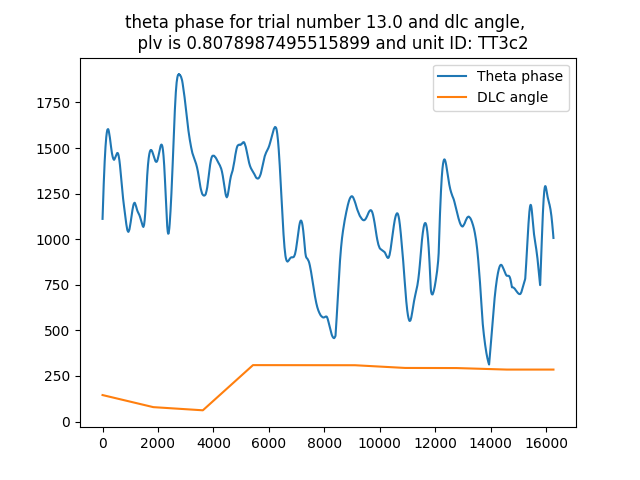 theta phase for trial number 13.0 and dlc angle,
plv is 0.8078987495515899 and unit ID: TT3c2
Theta phase
DLC angle
1750
1500
1250
1000
750
500
250
0
0 2000 4000 6000 8000 10000 12000 14000 16000